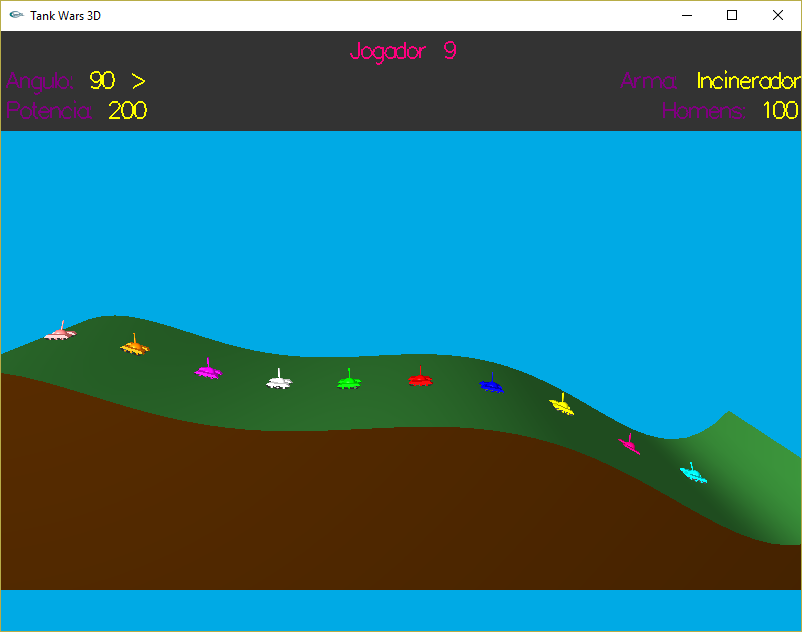 Tank Wars 3D
Jogador 9
Angulo: 90 > Arma: Incinerador
Potencia: 200 Homens: 100